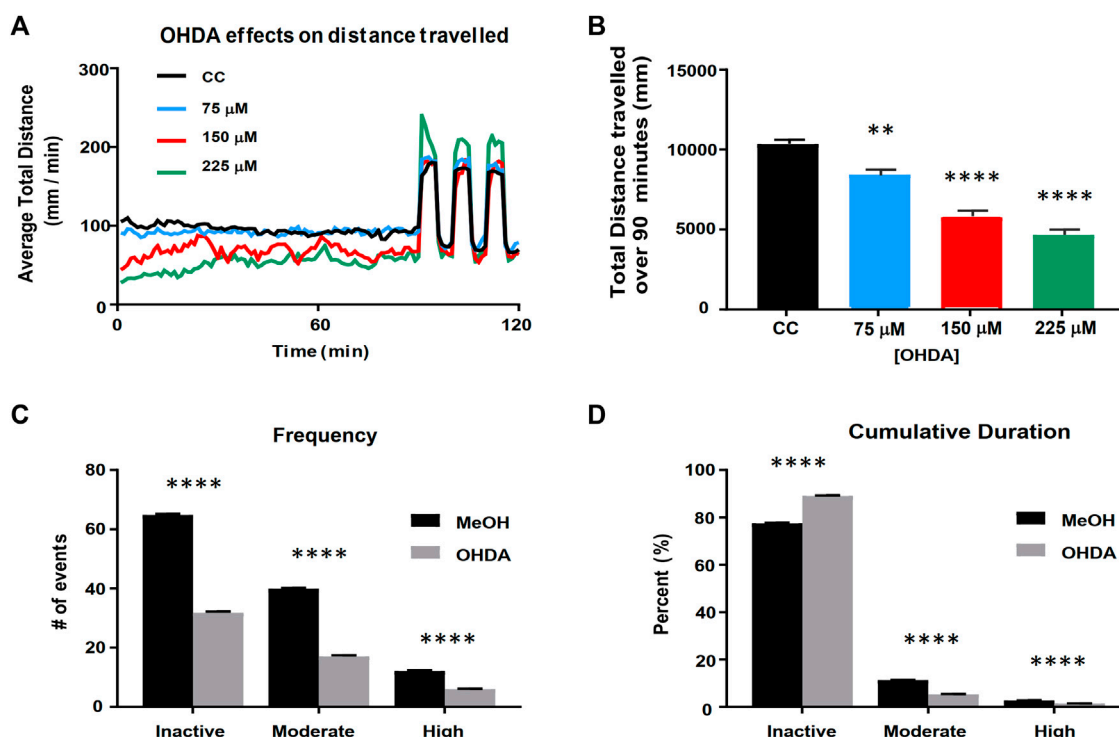 A
OHDA effects on distance travelled
300
200
100
0
Average Total Distance
(mm / min)
CC
75 µM
150 µM
225 µM
0
60
120
Time (min)
B
15000
10000
5000
0
Total Distance travelled
over 90 minutes (mm)
**
****
****
CC
75 µM
150 µM
225 µM
[OHDA]
C
Frequency
80
60
40
20
0
# of events
****
****
****
MeOH
OHDA
Inactive
Moderate
High
D
Cumulative Duration
100
80
60
40
20
0
Percent (%)
****
****
****
MeOH
OHDA
Inactive
Moderate
High